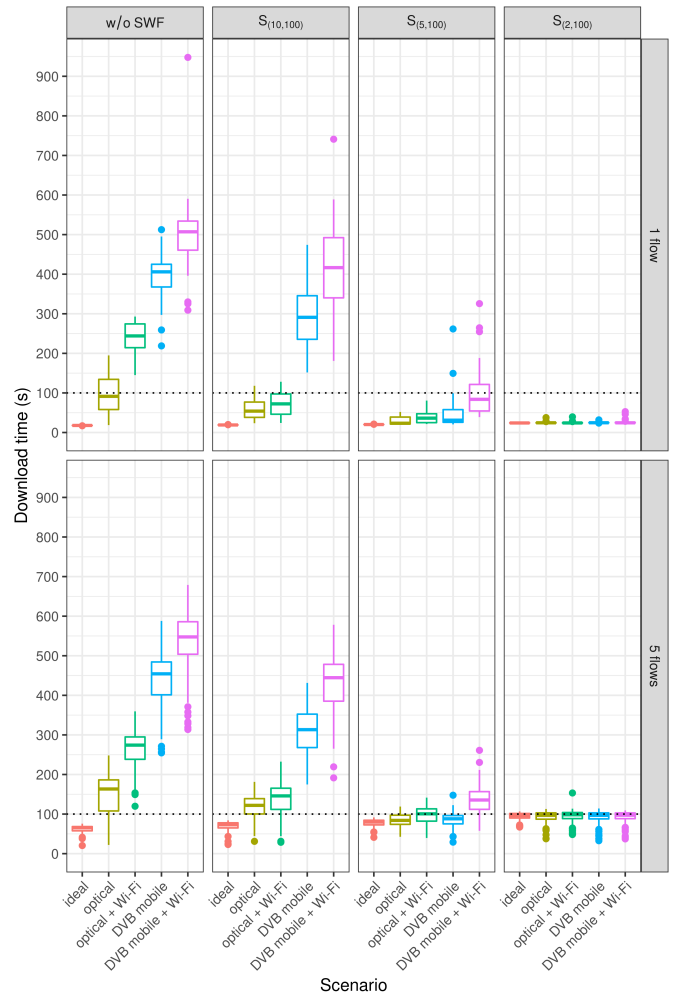 w/o SWF
S(10,100)
S(5,100)
S(2,100)
900
800
700
600
500
400
300
200
100
0
1 flow
Download time (s)
900
800
700
600
500
400
300
200
100
0
5 flows
ideal
optical
optical + Wi-Fi
DVB mobile
DVB mobile + Wi-Fi
ideal
optical
optical + Wi-Fi
DVB mobile
DVB mobile + Wi-Fi
ideal
optical
optical + Wi-Fi
DVB mobile
DVB mobile + Wi-Fi
ideal
optical
optical + Wi-Fi
DVB mobile
DVB mobile + Wi-Fi
Scenario